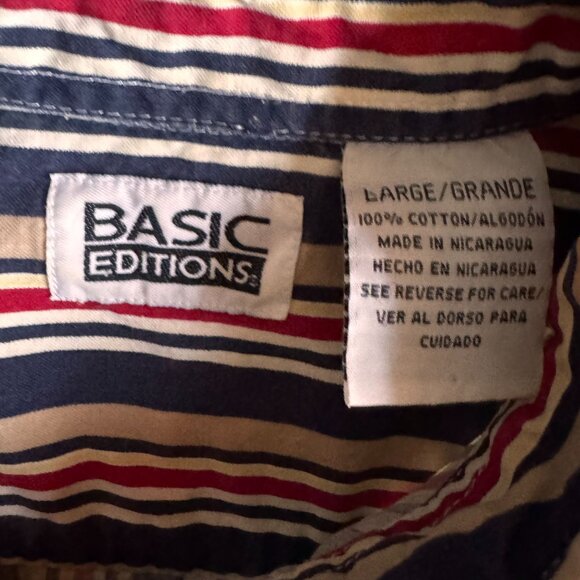 BASIC
EDITIONS
LARGE/GRANDE
100% COTTON/ALGODÓN
MADE IN NICARAGUA
HECHO EN NICARAGUA
SEE REVERSE FOR CARE/
VER AL DORSO PARA
CUIDADO